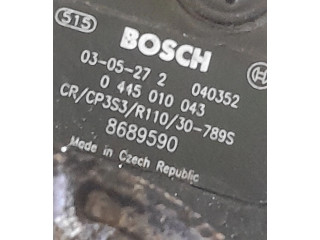 515
BOSCH
03-05-27 2 040352
0 445 010 043
CR/CP3S3/R110/30-789S
8689590
Made in Czech Republic